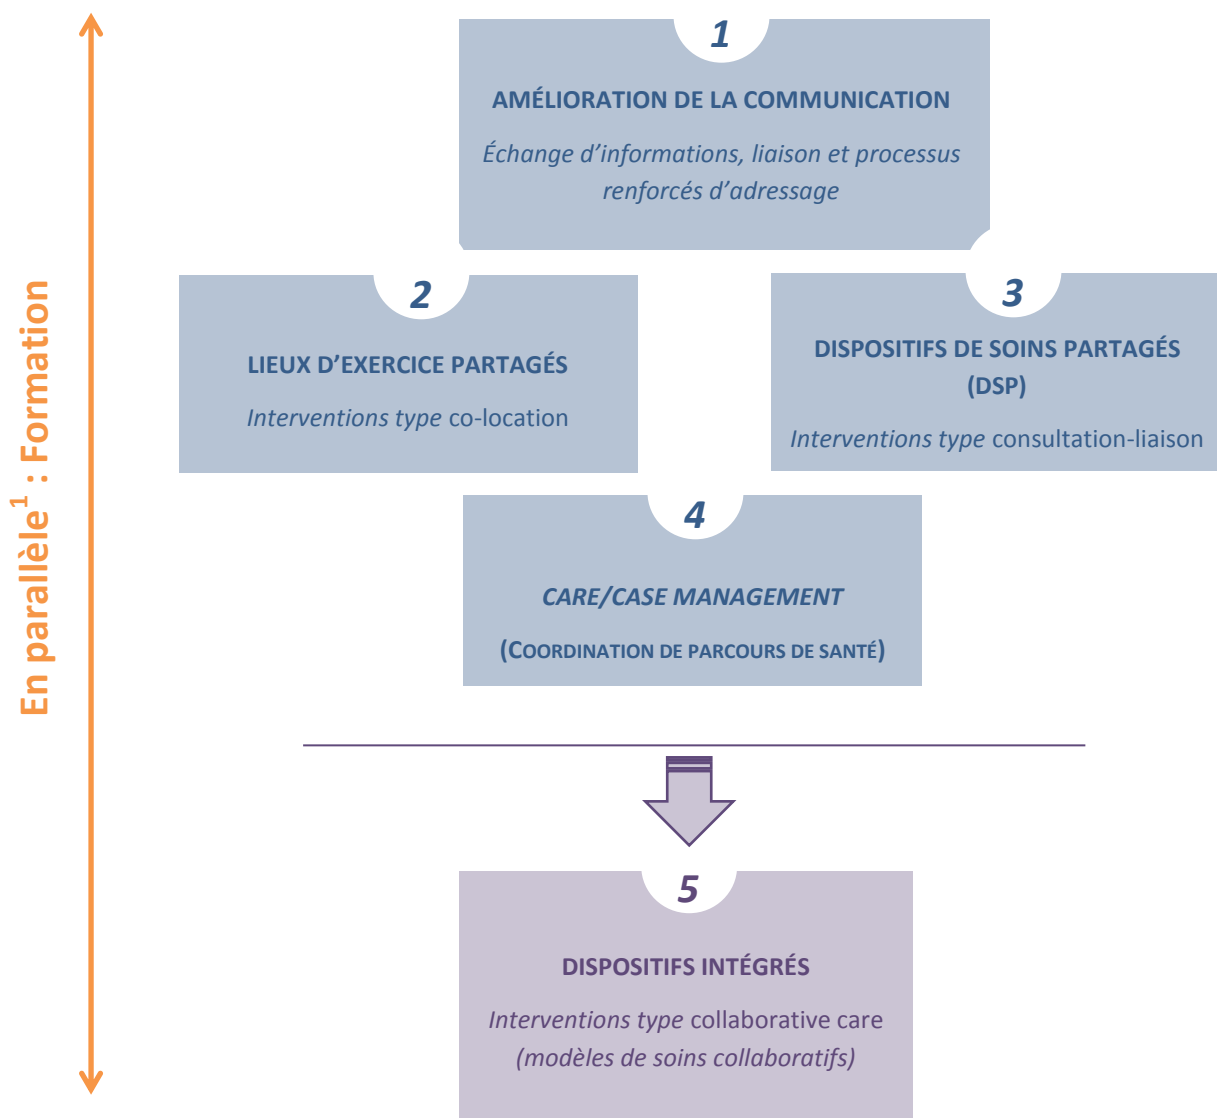 En parallèle¹ : Formation
1
AMÉLIORATION DE LA COMMUNICATION
Échange d’informations, liaison et processus
renforcés d’adressage
2
LIEUX D’EXERCICE PARTAGÉS
Interventions type co-location
3
DISPOSITIFS DE SOINS PARTAGÉS
(DSP)
Interventions type consultation-liaison
4
CARE/CASE MANAGEMENT
(COORDINATION DE PARCOURS DE SANTÉ)
5
DISPOSITIFS INTÉGRÉS
Interventions type collaborative care
(modèles de soins collaboratifs)